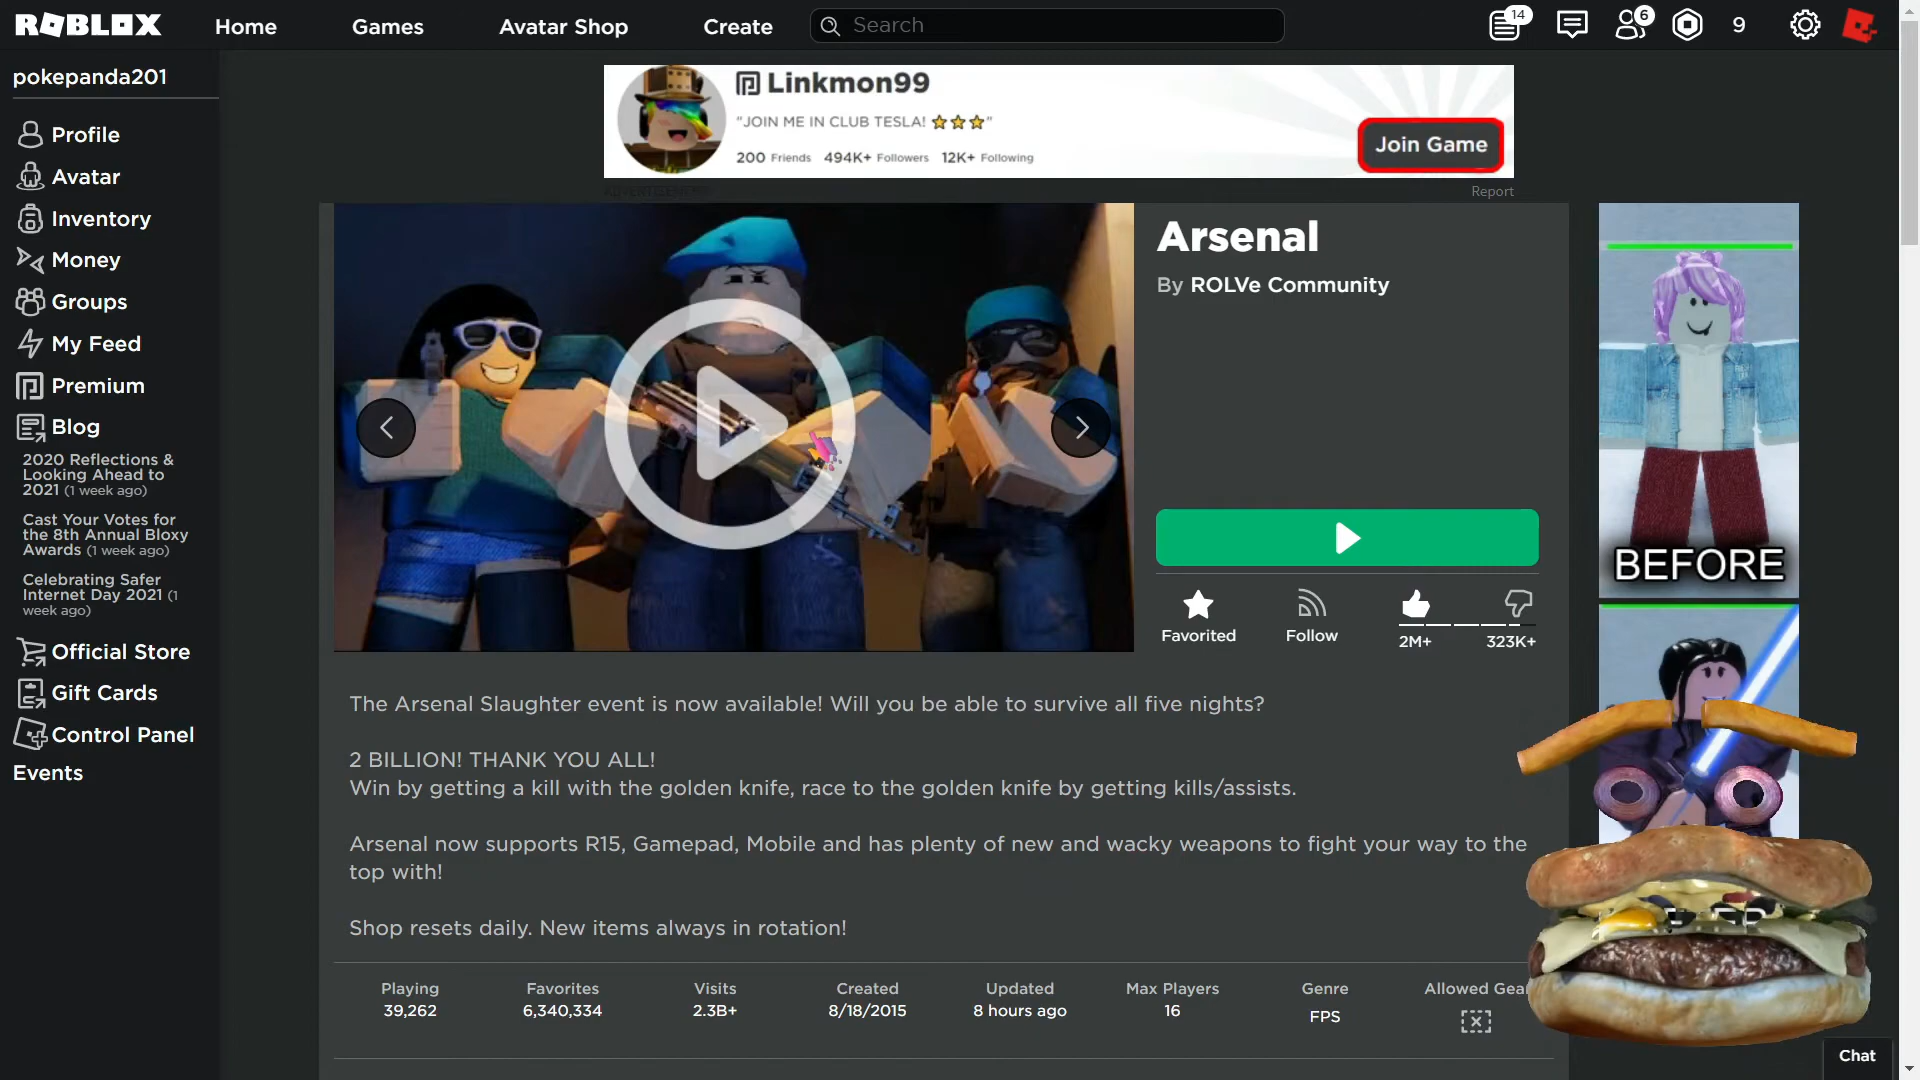 ROBLOX
Home
Games
Avatar Shop
Create
Search
14
6
9
pokepanda201
Profile
Avatar
Inventory
Money
Groups
My Feed
Premium
Blog
2020 Reflections &
Looking Ahead to
2021 (1 week ago)
Cast Your Votes for
the 8th Annual Bloxy
Awards (1 week ago)
Celebrating Safer
Internet Day 2021 (1
week ago)
Official Store
Gift Cards
Control Panel
Events
Linkmon99
"JOIN ME IN CLUB TESLA! ⭐⭐⭐"
200 Friends 494K+ Followers 12K+ Following
Join Game
ADVERTISEMENT
Report
Arsenal
By ROLVe Community
Favorited
Follow
2M+
323K+
BEFORE
The Arsenal Slaughter event is now available! Will you be able to survive all five nights?
2 BILLION! THANK YOU ALL!
Win by getting a kill with the golden knife, race to the golden knife by getting kills/assists.
Arsenal now supports R15, Gamepad, Mobile and has plenty of new and wacky weapons to fight your way to the
top with!
Shop resets daily. New items always in rotation!
Playing
39,262
Favorites
6,340,334
Visits
2.3B+
Created
8/18/2015
Updated
8 hours ago
Max Players
16
Genre
FPS
Allowed Gea
Chat